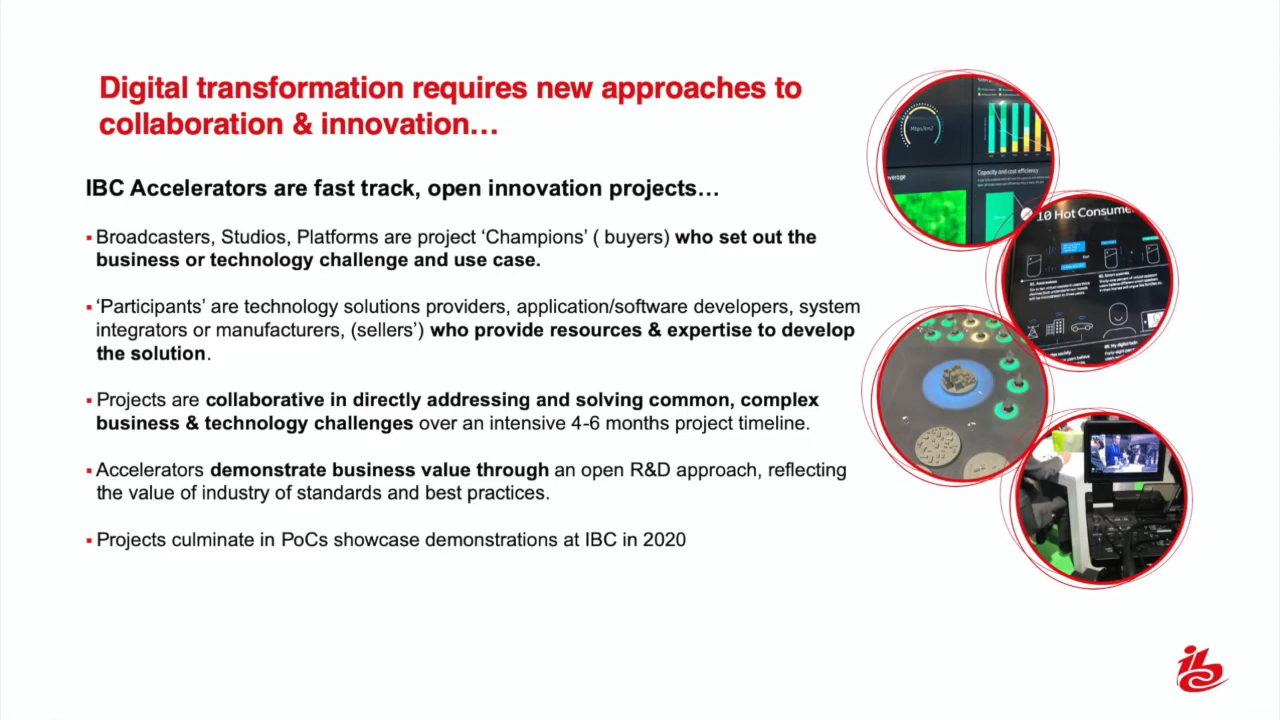 Digital transformation requires new approaches to
collaboration & innovation…
IBC Accelerators are fast track, open innovation projects…
▪ Broadcasters, Studios, Platforms are project ‘Champions’ ( buyers) who set out the
business or technology challenge and use case.
▪ ‘Participants’ are technology solutions providers, application/software developers, system
integrators or manufacturers, (sellers’) who provide resources & expertise to develop
the solution.
▪ Projects are collaborative in directly addressing and solving common, complex
business & technology challenges over an intensive 4-6 months project timeline.
▪ Accelerators demonstrate business value through an open R&D approach, reflecting
the value of industry of standards and best practices.
▪ Projects culminate in PoCs showcase demonstrations at IBC in 2020
Mbps/km2
Capacity and cost efficiency
10 Hot Consume
ibc